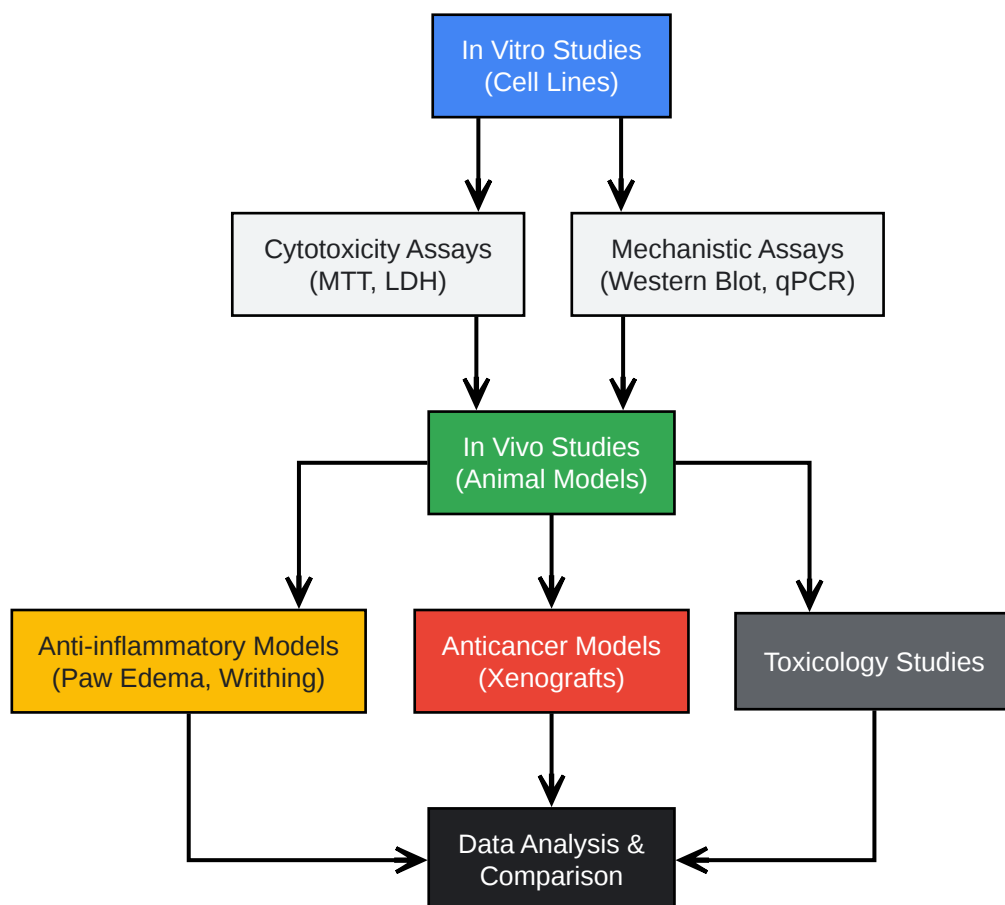 In Vitro Studies
(Cell Lines)
Cytotoxicity Assays
(MTT, LDH)
Mechanistic Assays
(Western Blot, qPCR)
In Vivo Studies
(Animal Models)
Anti-inflammatory Models
(Paw Edema, Writhing)
Anticancer Models
(Xenografts)
Toxicology Studies
Data Analysis &
Comparison